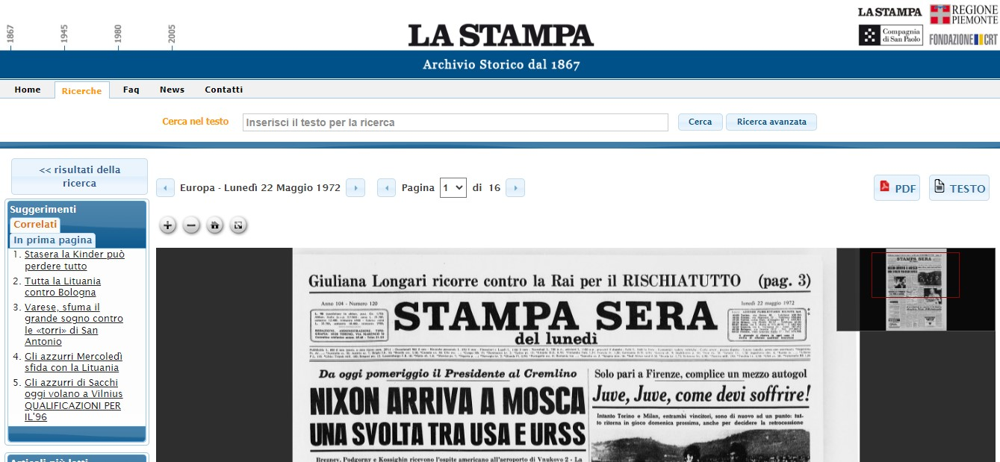 1867
1945
1980
2005
LA STAMPA
LA STAMPA
REGIONE
PIEMONTE
Compagnia
di San Paolo
FONDAZIONE CRT
Archivio Storico dal 1867
Home Ricerche Faq News Contatti
Cerca nel testo Inserisci il testo per la ricerca Cerca Ricerca avanzata
<< risultati della
ricerca
Suggerimenti
Correlati
In prima pagina
1. Stasera la Kinder può
perdere tutto
2. Tutta la Lituania
contro Bologna
3. Varese, sfuma il
grande sogno contro
le «torri» di San
Antonio
4. Gli azzurri Mercoledì
sfida con la Lituania
5. Gli azzurri di Sacchi
oggi volano a Vilnius
QUALIFICAZIONI PER
IL'96
Articoli più letti
Europa - Lunedì 22 Maggio 1972 Pagina 1 di 16
PDF TESTO
Giuliana Longari ricorre contro la Rai per il RISCHIATUTTO (pag. 3)
Anno 104 - Numero 120
lunedì 22 maggio 1972
STAMPA SERA
del lunedì
Da oggi pomeriggio il Presidente al Cremlino
NIXON ARRIVA A MOSCA
UNA SVOLTA TRA USA E URSS
Breznev, Podgorny e Kossighin ricevono l'ospite americano all'aeroporto di Vnukovo 2 - La
Solo pari a Firenze, complice un mezzo autogol
Juve, Juve, come devi soffrire!
Intanto Torino e Milan, entrambi vincitori, sono di nuovo ad un punto: tut-
to ritorna in gioco domenica prossima, anche per decidere la retrocessione
STAMPA SERA